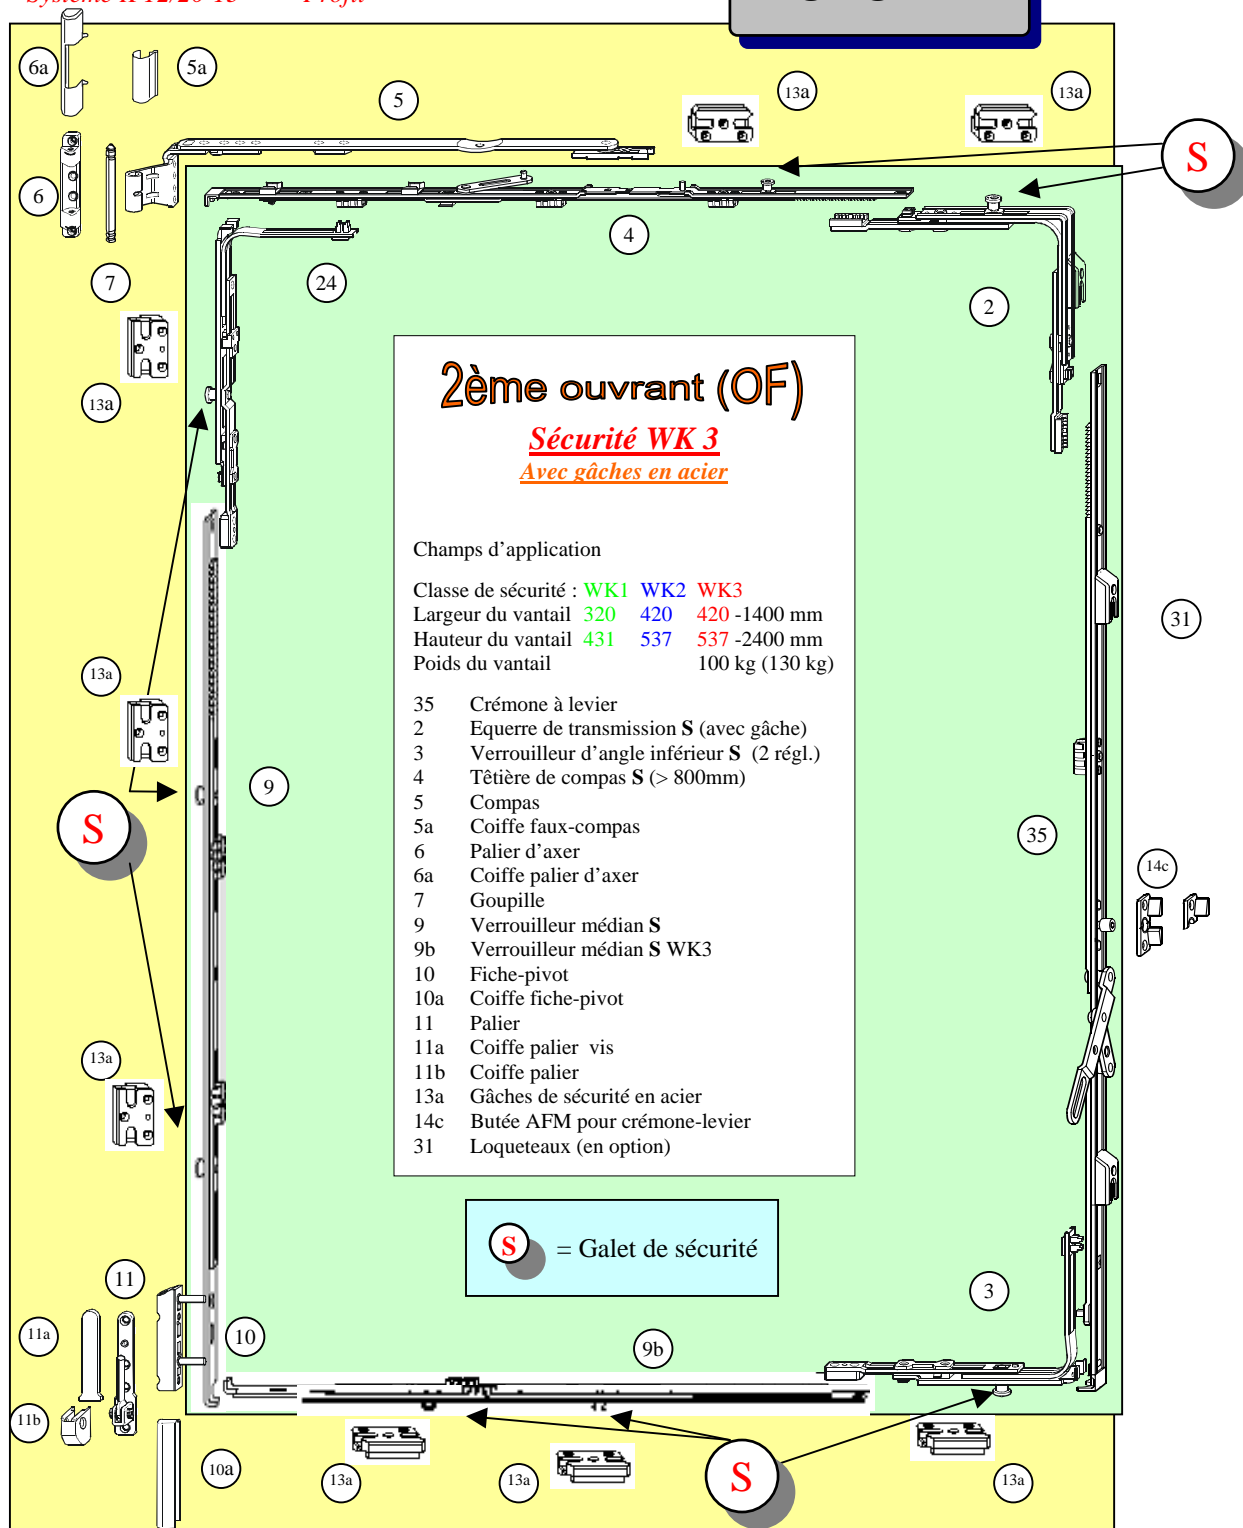 6a
5a
5
13a
13a
S
6
4
7
24
2
13a
2ème ouvrant (OF)
Sécurité WK 3
Avec gâches en acier
Champs d’application
Classe de sécurité : WK1 WK2 WK3
Largeur du vantail 320 420 420 -1400 mm
Hauteur du vantail 431 537 537 -2400 mm
Poids du vantail 100 kg (130 kg)
35 Crémone à levier
2 Equerre de transmission S (avec gâche)
3 Verrouilleur d’angle inférieur S (2 régl.)
4 Têtière de compas S (> 800mm)
5 Compas
5a Coiffe faux-compas
6 Palier d’axer
6a Coiffe palier d’axer
7 Goupille
9 Verrouilleur médian S
9b Verrouilleur médian S WK3
10 Fiche-pivot
10a Coiffe fiche-pivot
11 Palier
11a Coiffe palier vis
11b Coiffe palier
13a Gâches de sécurité en acier
14c Butée AFM pour crémone-levier
31 Loqueteaux (en option)
31
13a
9
S
35
14c
13a
S = Galet de sécurité
11
3
11a
10
9b
11b
10a
13a
13a
S
13a